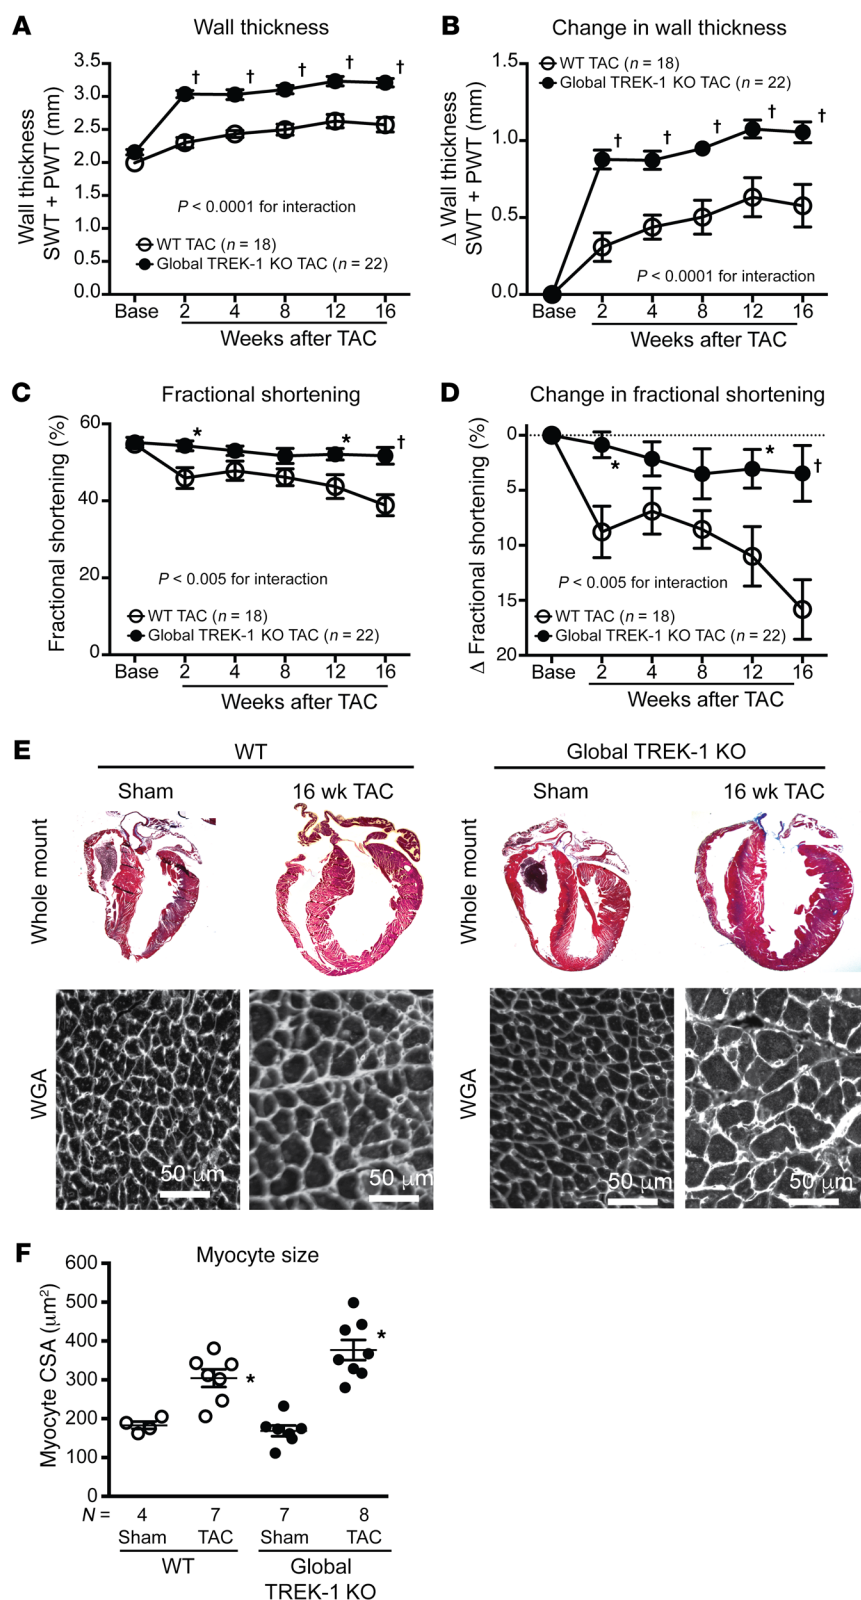 A
Wall thickness
Wall thickness
SWT + PWT (mm)
3.5
3.0
2.5
2.0
1.5
1.0
0.5
0.0
† † † † †
P < 0.0001 for interaction
WT TAC (n = 18)
Global TREK-1 KO TAC (n = 22)
Base 2 4 8 12 16
Weeks after TAC
B
Change in wall thickness
Δ Wall thickness
SWT + PWT (mm)
1.5
1.0
0.5
0.0
WT TAC (n = 18)
Global TREK-1 KO TAC (n = 22)
† † † † †
P < 0.0001 for interaction
Base 2 4 8 12 16
Weeks after TAC
C
Fractional shortening
Fractional shortening (%)
60
40
20
0
* * †
P < 0.005 for interaction
WT TAC (n = 18)
Global TREK-1 KO TAC (n = 22)
Base 2 4 8 12 16
Weeks after TAC
D
Change in fractional shortening
Δ Fractional shortening (%)
0
5
10
15
20
* * †
P < 0.005 for interaction
WT TAC (n = 18)
Global TREK-1 KO TAC (n = 22)
Base 2 4 8 12 16
Weeks after TAC
E
WT
Global TREK-1 KO
Sham
16 wk TAC
Sham
16 wk TAC
Whole mount
Whole mount
WGA
50 μm
50 μm
WGA
50 μm
50 μm
F
Myocyte size
Myocyte CSA (μm²)
600
500
400
300
200
100
0
*
*
N = 4 7 7 8
Sham TAC Sham TAC
WT
Global
TREK-1 KO